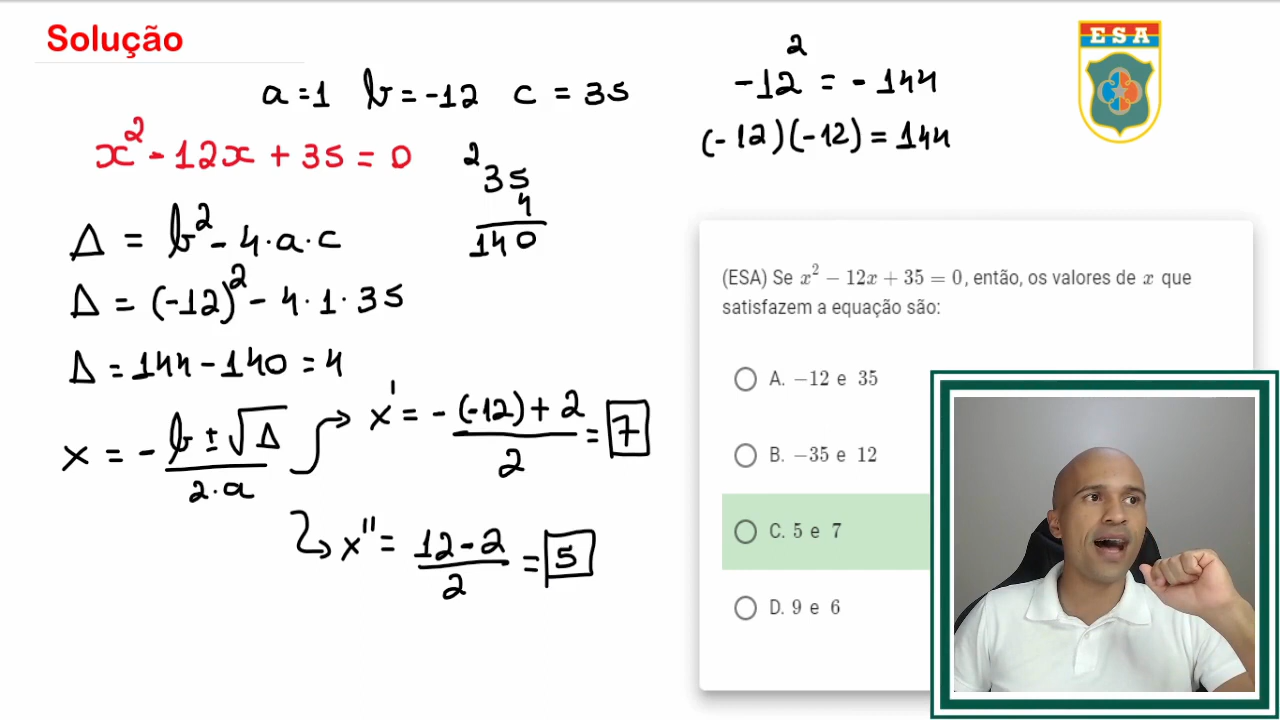 Solução
a = 1 b = -12 c = 35
x² - 12x + 35 = 0
Δ = b² - 4·a·c
Δ = (-12)² - 4·1·35
Δ = 144 - 140 = 4
x = - b ± √Δ / 2·a
x' = - (-12) + 2 / 2 = 7
x'' = 12 - 2 / 2 = 5
2
35
4
140
-12² = -144
(-12)(-12) = 144
ESA
(ESA) Se x² − 12x + 35 = 0, então, os valores de x que
satisfazem a equação são:
A. −12 e 35
B. −35 e 12
C. 5 e 7
D. 9 e 6